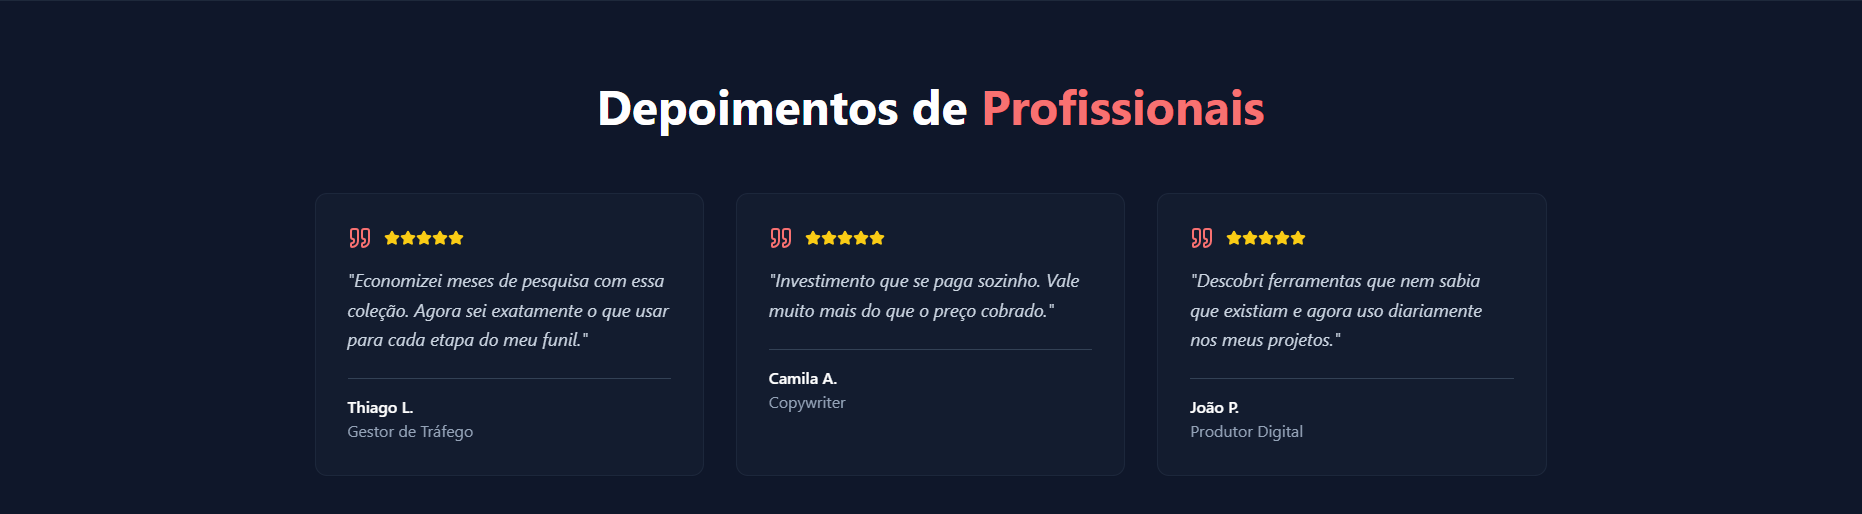 Depoimentos de Profissionais
"Economizei meses de pesquisa com essa
coleção. Agora sei exatamente o que usar
para cada etapa do meu funil."
Thiago L.
Gestor de Tráfego
"Investimento que se paga sozinho. Vale
muito mais do que o preço cobrado."
Camila A.
Copywriter
"Descobri ferramentas que nem sabia
que existiam e agora uso diariamente
nos meus projetos."
João P.
Produtor Digital